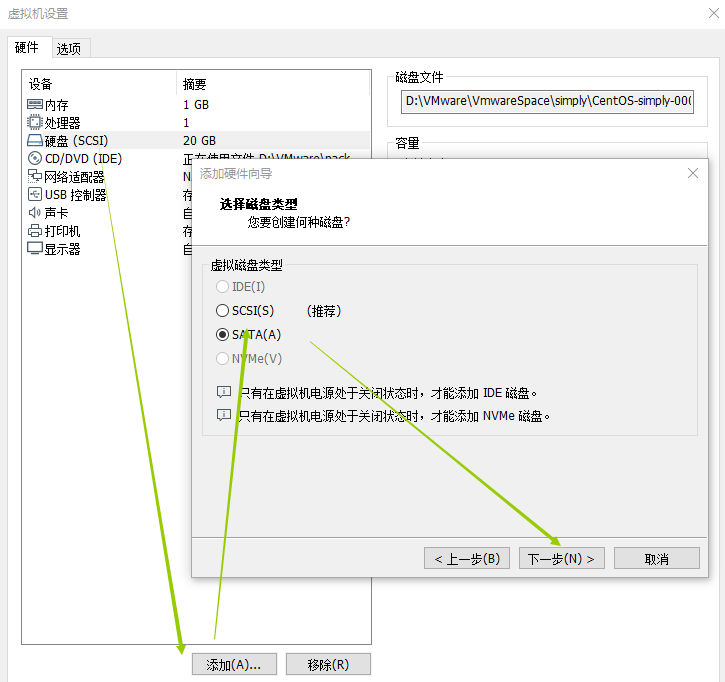 虚拟机设置
硬件 选项
设备 摘要
内存 1 GB
处理器 1
硬盘 (SCSI) 20 GB
CD/DVD (IDE) 正在使用文件 D:\VMware\pack
网络适配器 N
USB 控制器 存
声卡 自
打印机 存
显示器 自
磁盘文件
D:\VMware\VmwareSpace\simply\CentOS-simply-000
容量
添加硬件向导
选择磁盘类型
您要创建何种磁盘?
虚拟磁盘类型
IDE(I)
SCSI(S) (推荐)
SATA(A)
NVMe(V)
只有在虚拟机电源处于关闭状态时，才能添加 IDE 磁盘。
只有在虚拟机电源处于关闭状态时，才能添加 NVMe 磁盘。
< 上一步(B) 下一步(N) > 取消
添加(A)... 移除(R)